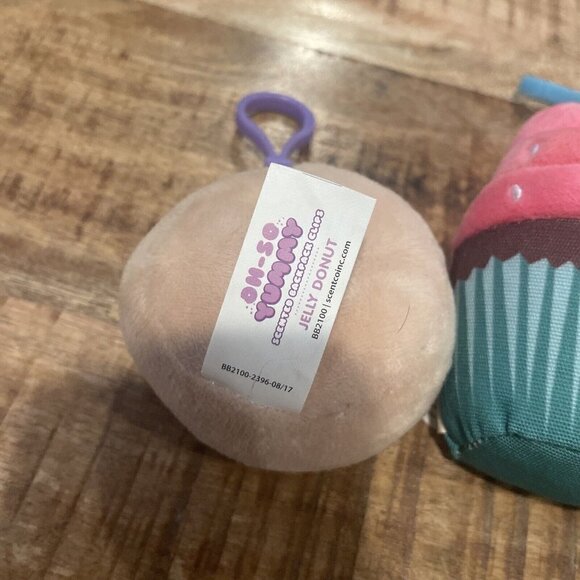 OH-SO
YUMMY
SCENTED BACKPACK CLIPS
JELLY DONUT
BB2100 | scentcoinc.com
BB2100-2396-08/17